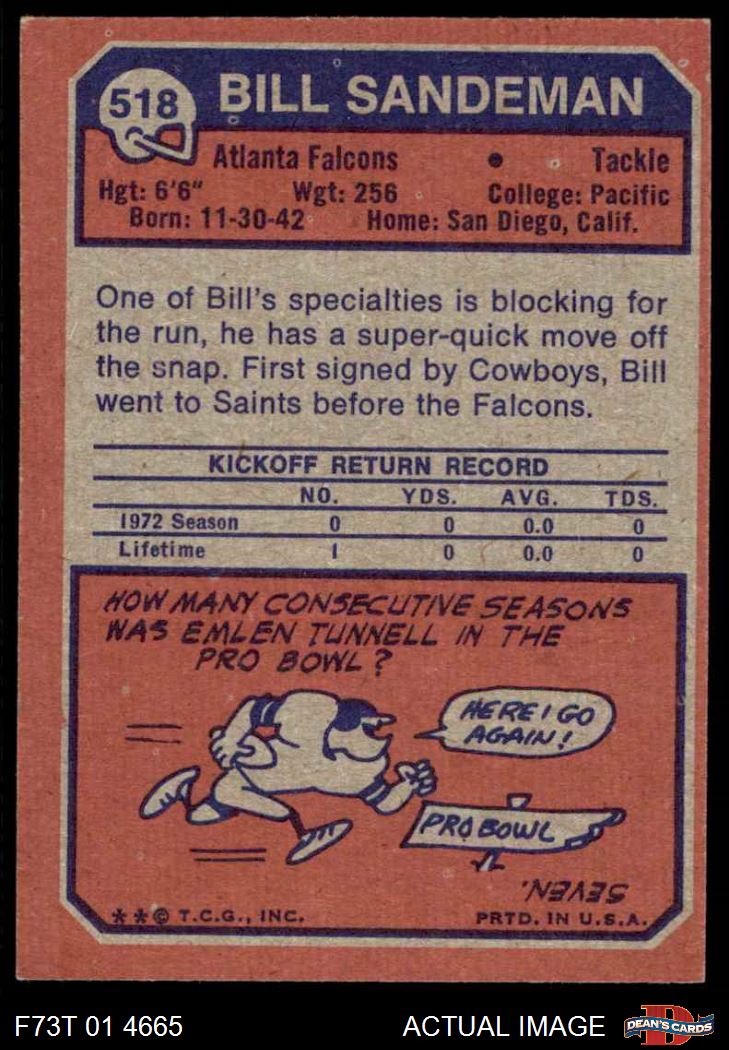 518 BILL SANDEMAN
Atlanta Falcons • Tackle
Hgt: 6'6" Wgt: 256 College: Pacific
Born: 11-30-42 Home: San Diego, Calif.
One of Bill's specialties is blocking for
the run, he has a super-quick move off
the snap. First signed by Cowboys, Bill
went to Saints before the Falcons.
KICKOFF RETURN RECORD
NO. YDS. AVG. TDS.
1972 Season 0 0 0.0 0
Lifetime 1 0 0.0 0
HOW MANY CONSECUTIVE SEASONS
WAS EMLEN TUNNELL IN THE
PRO BOWL?
HERE I GO
AGAIN!
PRO BOWL
SEVEN.
**© T.C.G., INC. PRTD. IN U.S.A.
F73T 01 4665 ACTUAL IMAGE D DEAN'S CARDS